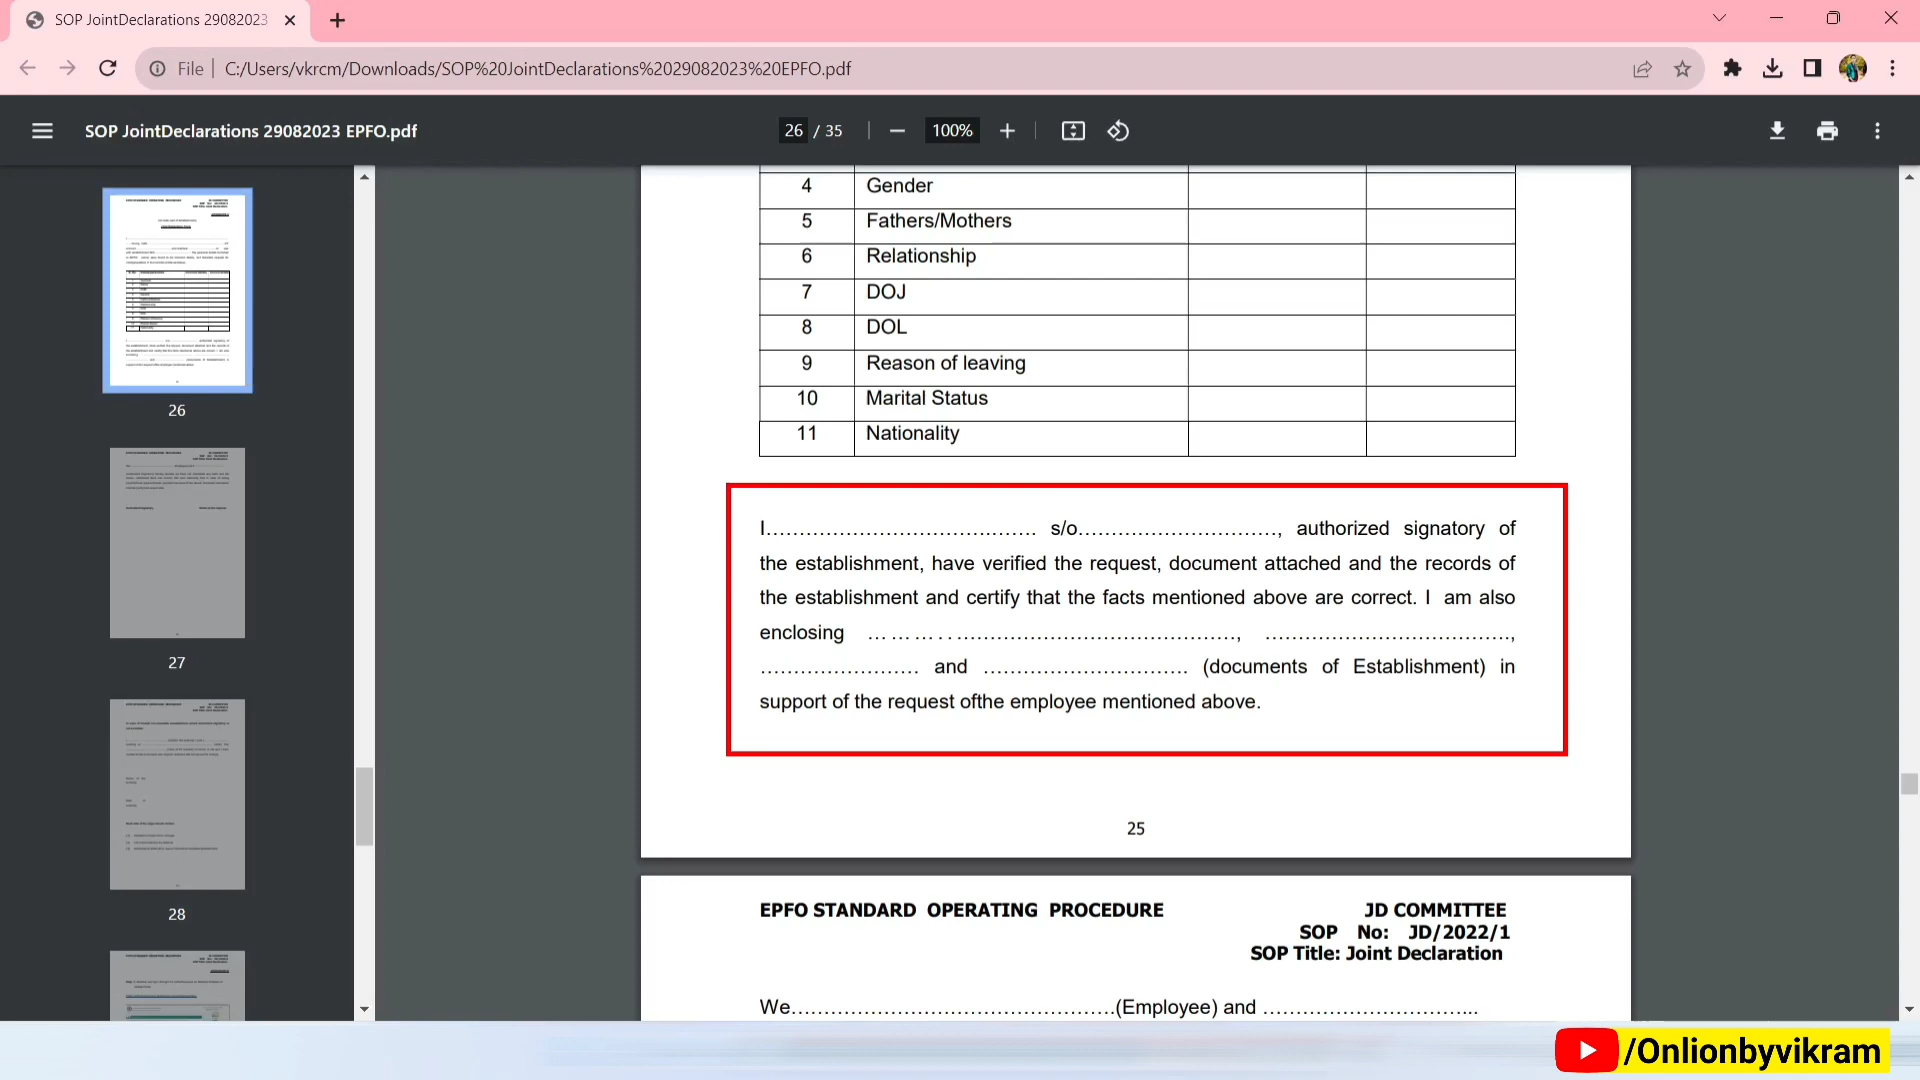 SOP JointDeclarations 29082023
File | C:/Users/vkrcm/Downloads/SOP%20JointDeclarations%2029082023%20EPFO.pdf
SOP JointDeclarations 29082023 EPFO.pdf
26 / 35
100%
4 Gender
5 Fathers/Mothers
6 Relationship
7 DOJ
8 DOL
9 Reason of leaving
10 Marital Status
11 Nationality
I…………………………………… s/o…………………………, authorized signatory of
the establishment, have verified the request, document attached and the records of
the establishment and certify that the facts mentioned above are correct. I am also
enclosing ………..……………………………………, ………………………………,
…………………… and …………………………. (documents of Establishment) in
support of the request ofthe employee mentioned above.
25
EPFO STANDARD OPERATING PROCEDURE JD COMMITTEE
SOP No: JD/2022/1
SOP Title: Joint Declaration
We………………………………………….(Employee) and …………………………...
26
27
28
/Onlionbyvikram